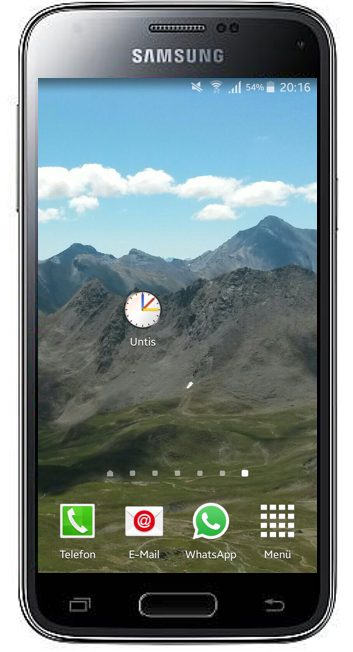 SAMSUNG
54% 20:16
Untis
@
Telefon E-Mail WhatsApp Menü